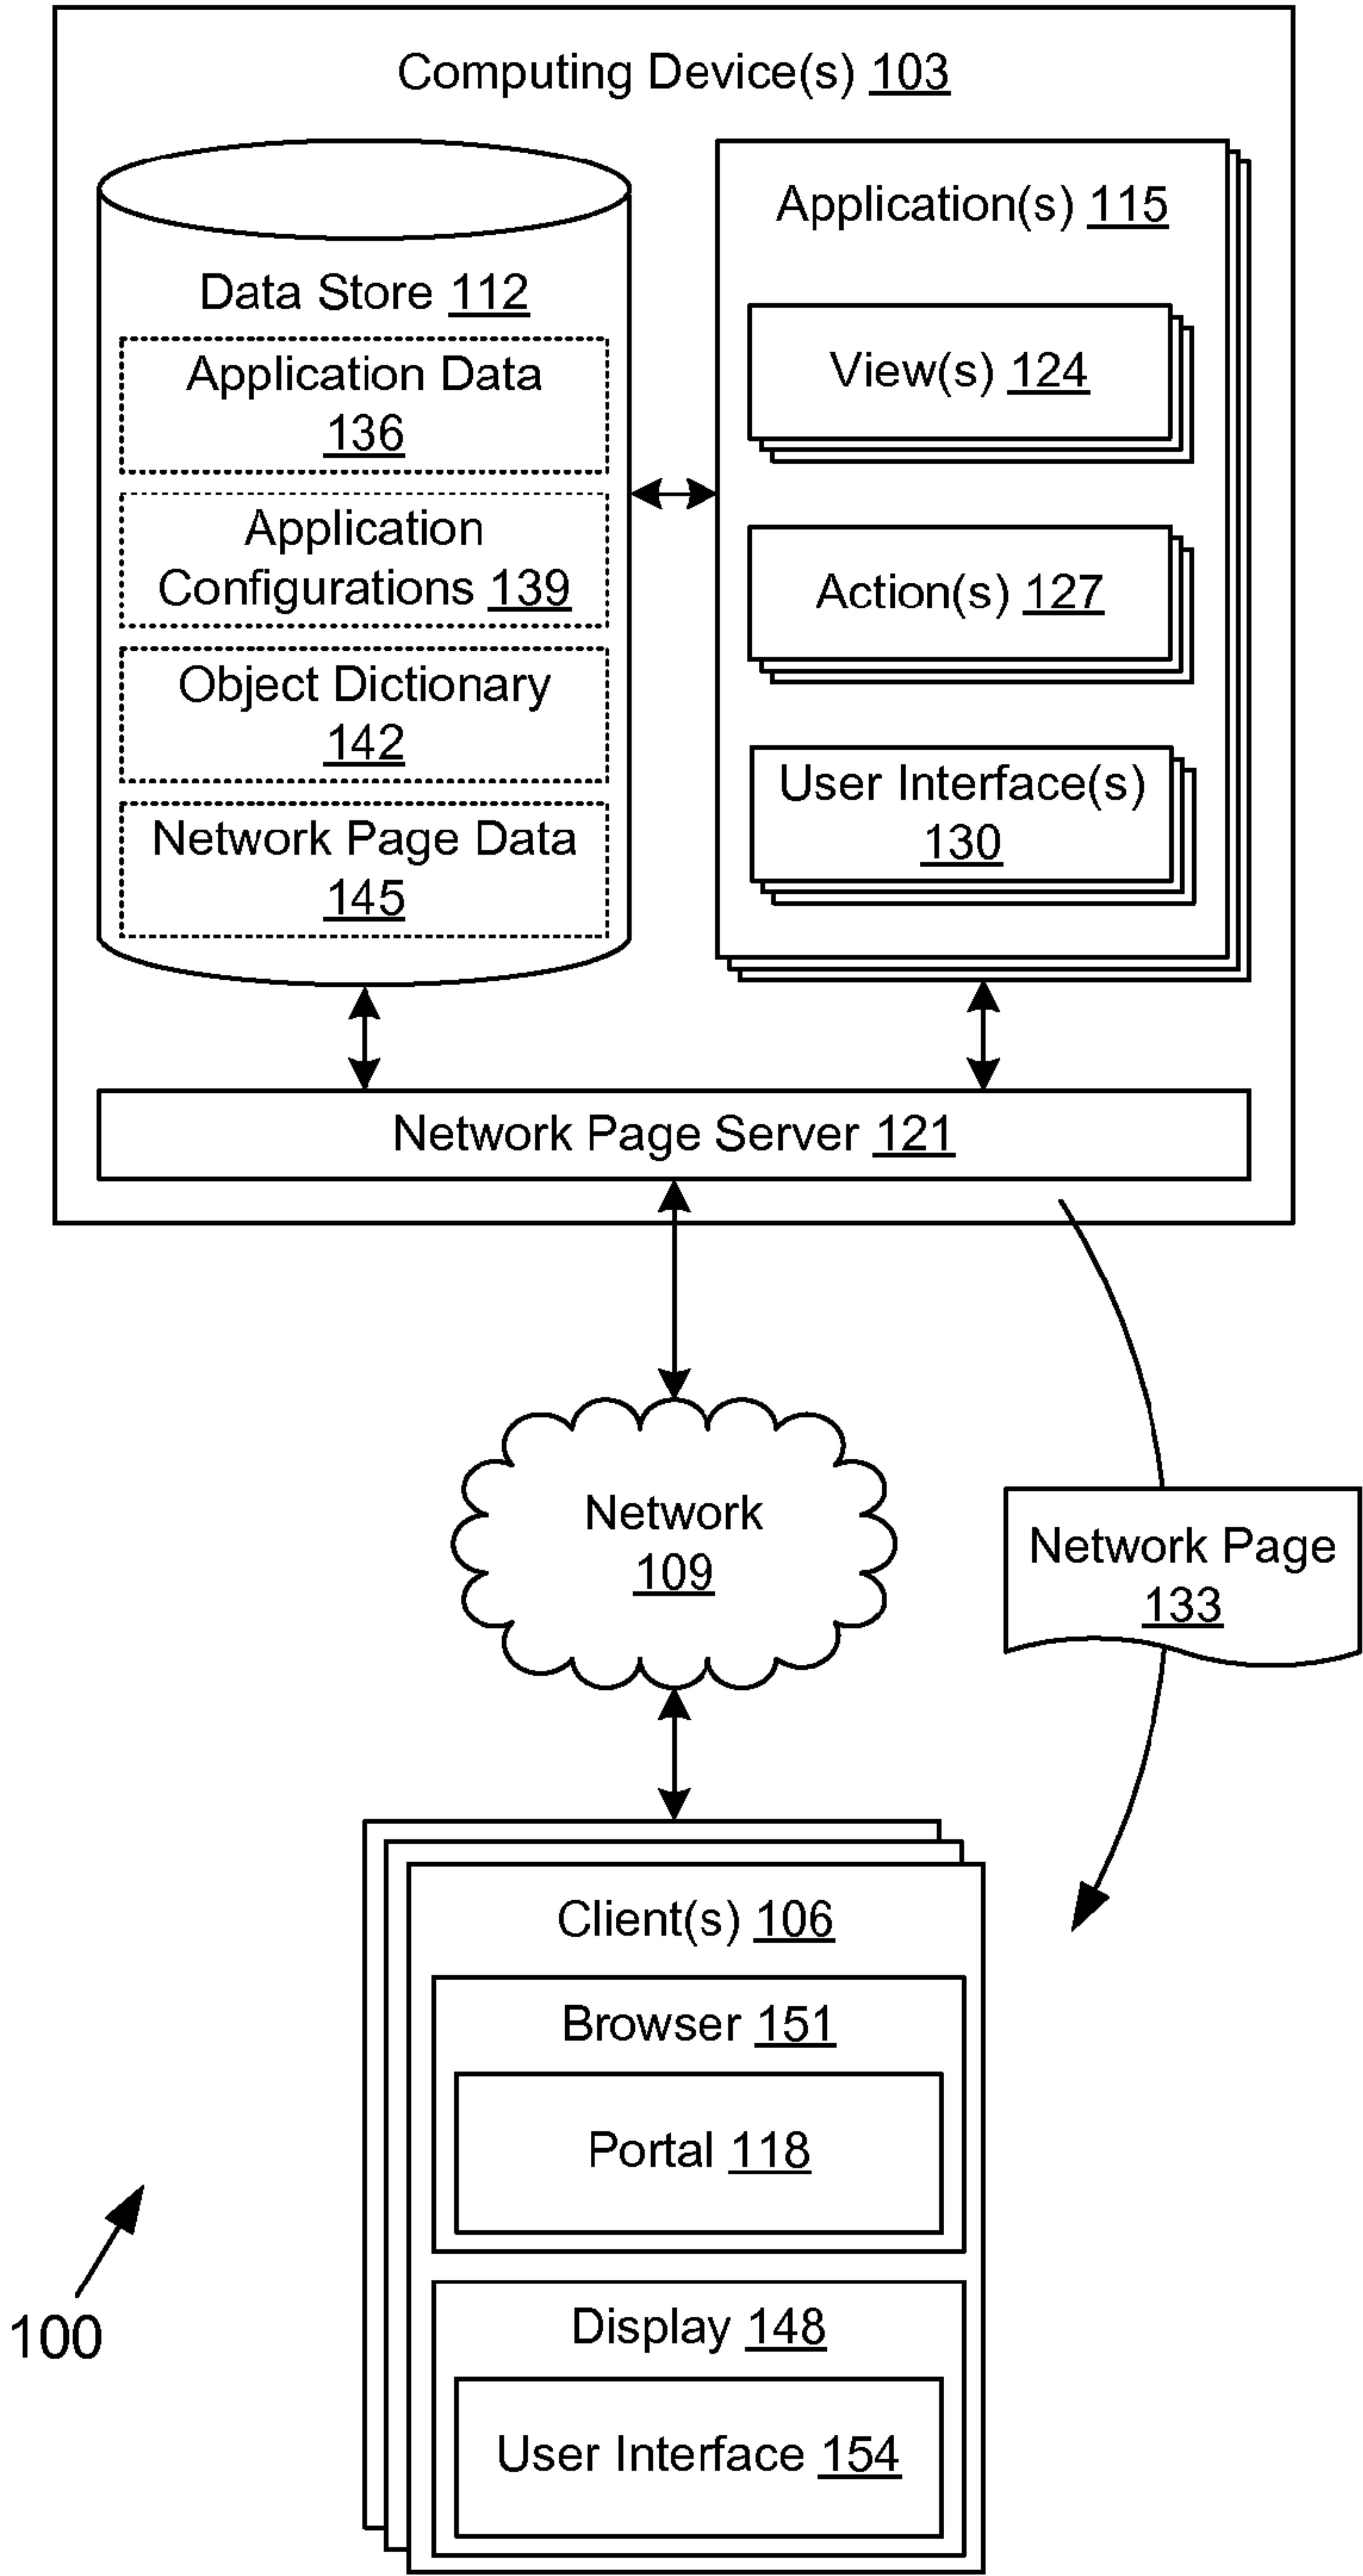 Computing Device(s) 103
Data Store 112
Application Data
136
Application
Configurations 139
Object Dictionary
142
Network Page Data
145
Application(s) 115
View(s) 124
Action(s) 127
User Interface(s)
130
Network Page Server 121
Network
109
Network Page
133
Client(s) 106
Browser 151
Portal 118
Display 148
User Interface 154
100